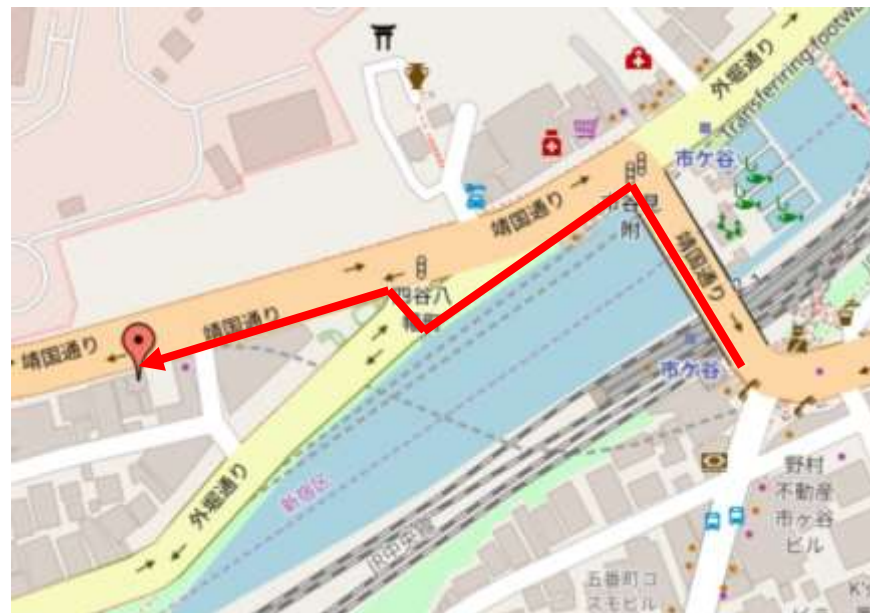 外堀通り
Transferiring footway
市ケ谷
市谷見
附
靖国通り
靖国通り
四谷八
靖国通り
靖国通り
市ケ谷
外堀通り
新宿区
JR中央線
野村
不動産
市ヶ谷
ビル
五番町コ
スモビル
K's